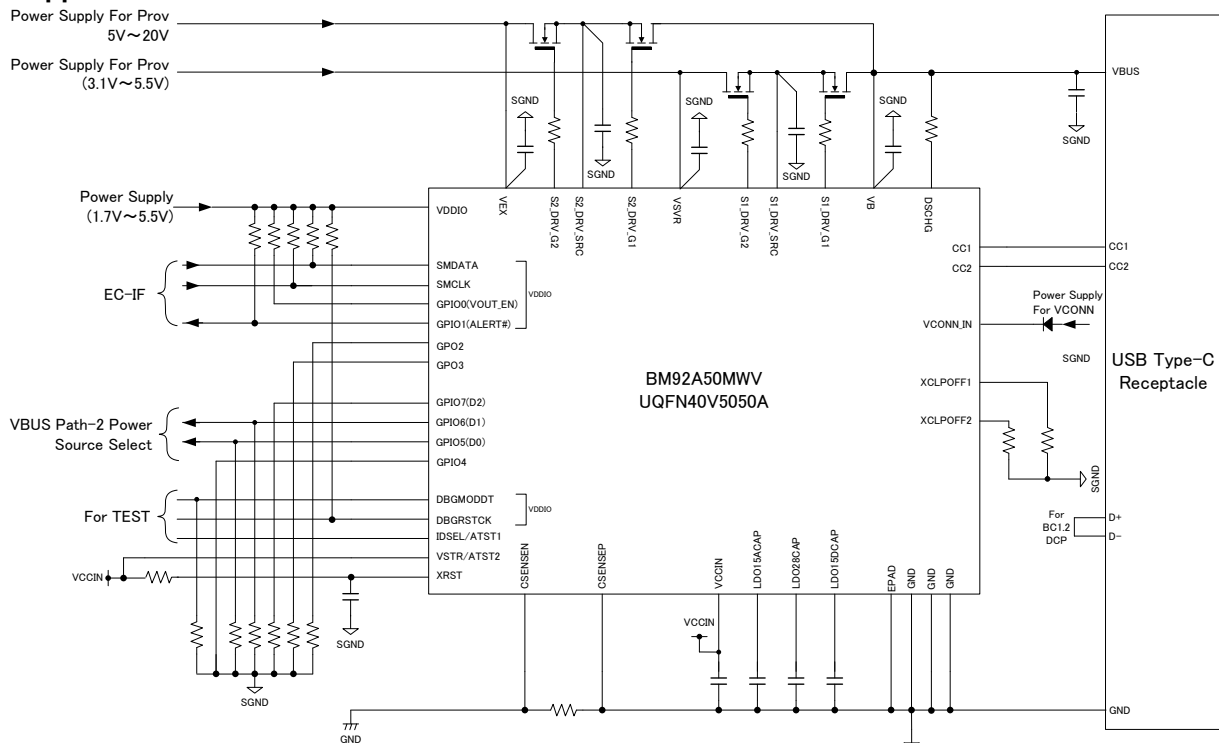 Power Supply For Prov
5V～20V
Power Supply For Prov
(3.1V～5.5V)
VBUS
SGND
SGND
SGND
SGND
SGND
SGND
Power Supply
(1.7V～5.5V)
VDDIO
VEX
S2_DRV_G2
S2_DRV_SRC
S2_DRV_G1
VSVR
S1_DRV_G2
S1_DRV_SRC
S1_DRV_G1
VB
DSCHG
EC-IF
SMDATA
SMCLK
GPIO0(VOUT_EN)
GPIO1(ALERT#)
VDDIO
GPO2
GPO3
CC1
CC2
CC1
CC2
Power Supply
For VCONN
VCONN_IN
SGND
USB Type-C
Receptacle
BM92A50MWV
UQFN40V5050A
XCLPOFF1
XCLPOFF2
SGND
VBUS Path-2 Power
Source Select
GPIO7(D2)
GPIO6(D1)
GPIO5(D0)
GPIO4
For TEST
DBGMODDT
DBGRSTCK
VDDIO
IDSEL/ATST1
VSTR/ATST2
XRST
VCCIN
SGND
SGND
For
BC1.2
DCP
D+
D-
CSENSEN
CSENSEP
VCCIN
LDO15ACAP
LDO28CAP
LDO15DCAP
EPAD
GND
GND
GND
VCCIN
GND
GND